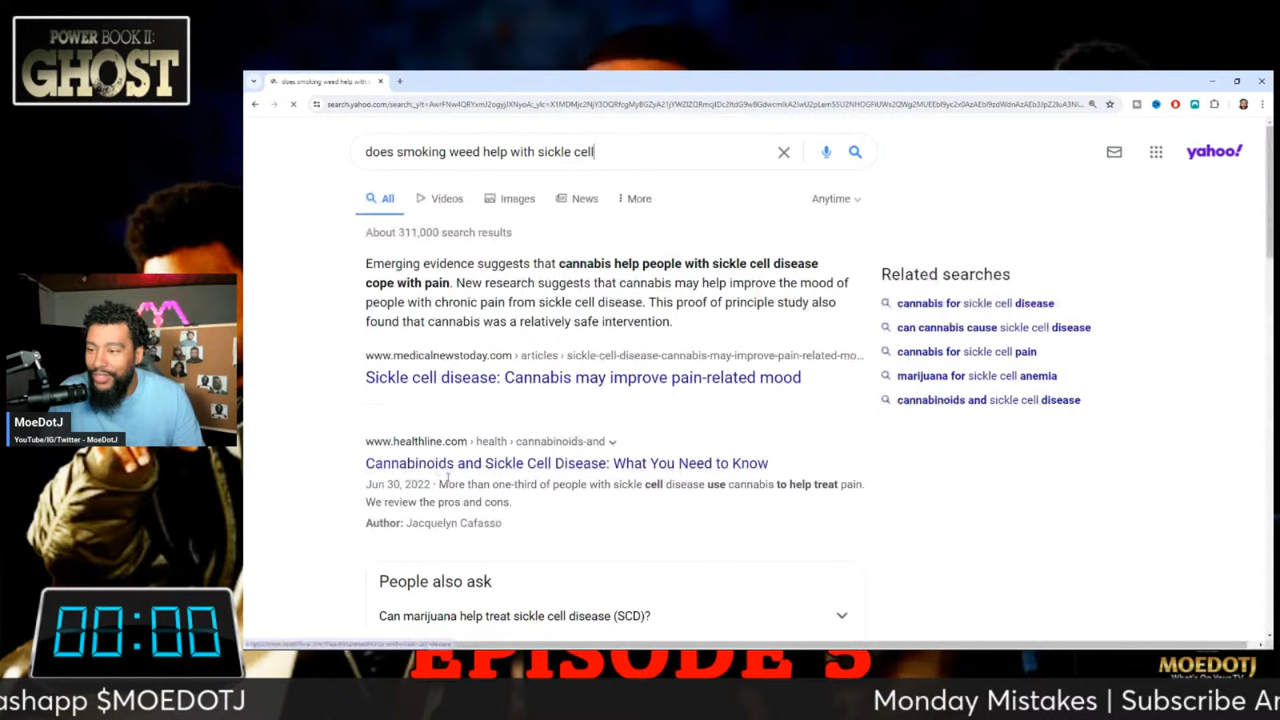 POWER BOOK II:
GHOST
does smoking weed help with s
does smoking weed help with sickle cell
yahoo!
All
Videos
Images
News
More
Anytime
About 311,000 search results
Emerging evidence suggests that cannabis help people with sickle cell disease
cope with pain. New research suggests that cannabis may help improve the mood of
people with chronic pain from sickle cell disease. This proof of principle study also
found that cannabis was a relatively safe intervention.
www.medicalnewstoday.com › articles › sickle-cell-disease-cannabis-may-improve-pain-related-mo...
Sickle cell disease: Cannabis may improve pain-related mood
www.healthline.com › health › cannabinoids-and
Cannabinoids and Sickle Cell Disease: What You Need to Know
Jun 30, 2022 · More than one-third of people with sickle cell disease use cannabis to help treat pain.
We review the pros and cons.
Author: Jacquelyn Cafasso
People also ask
Can marijuana help treat sickle cell disease (SCD)?
Related searches
cannabis for sickle cell disease
can cannabis cause sickle cell disease
cannabis for sickle cell pain
marijuana for sickle cell anemia
cannabinoids and sickle cell disease
MoeDotJ
YouTube/IG/Twitter - MoeDotJ
00:00
EPISODE 5
MOEDOTJ
What's On Your TV
ashapp $MOEDOTJ
Monday Mistakes | Subscribe An